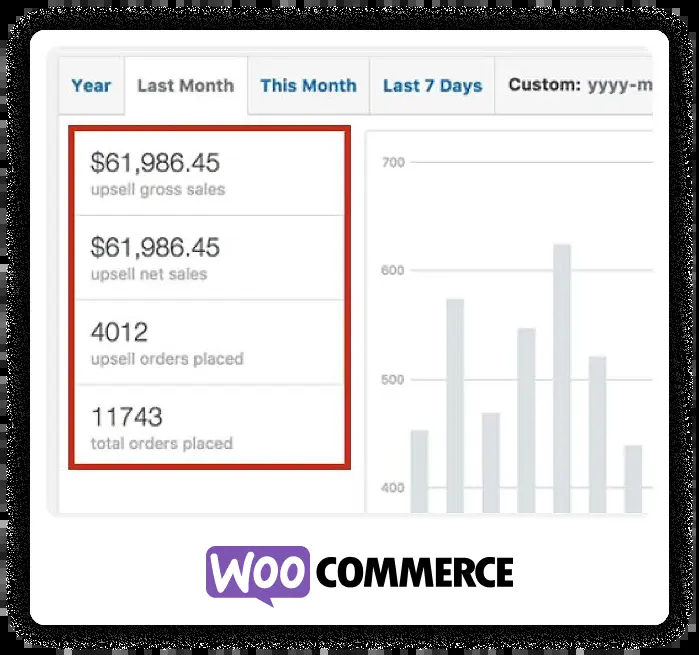 Year Last Month This Month Last 7 Days Custom: yyyy-m
$61,986.45
upsell gross sales
$61,986.45
upsell net sales
4012
upsell orders placed
11743
total orders placed
700
600
500
400
WOO COMMERCE